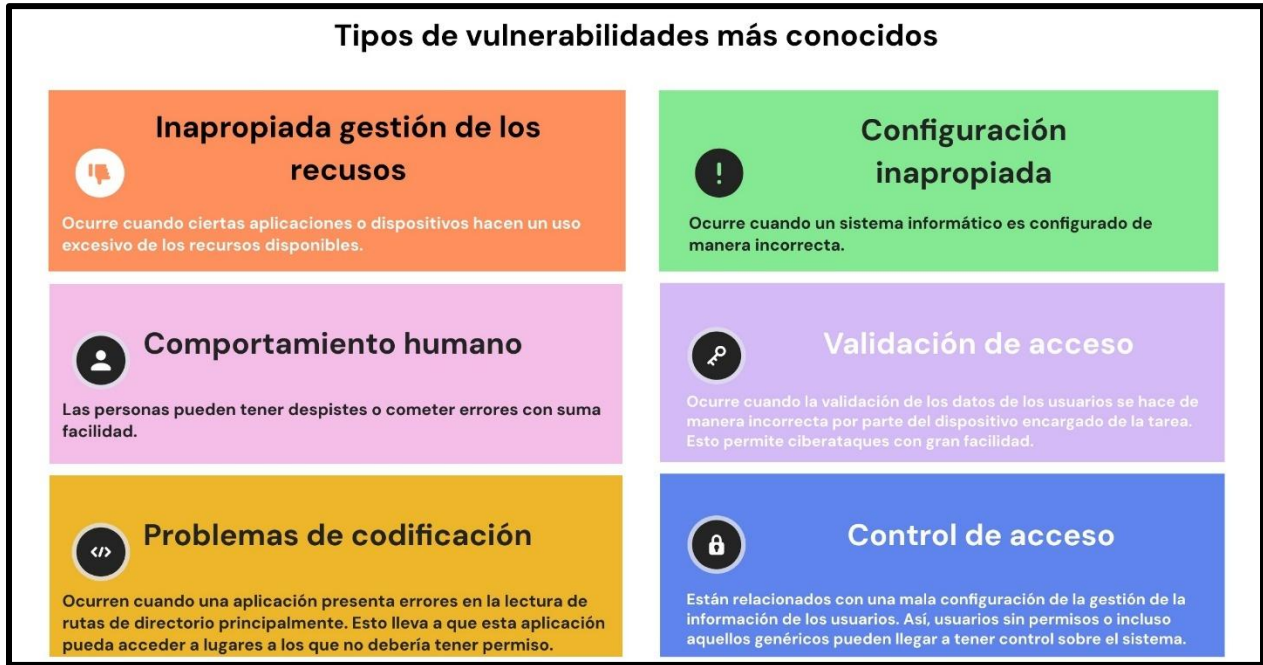 Tipos de vulnerabilidades más conocidos
Inapropiada gestión de los
recusos
Ocurre cuando ciertas aplicaciones o dispositivos hacen un uso
excesivo de los recursos disponibles.
Configuración
inapropiada
Ocurre cuando un sistema informático es configurado de
manera incorrecta.
Comportamiento humano
Las personas pueden tener despistes o cometer errores con suma
facilidad.
Validación de acceso
Ocurre cuando la validación de los datos de los usuarios se hace de
manera incorrecta por parte del dispositivo encargado de la tarea.
Esto permite ciberataques con gran facilidad.
Problemas de codificación
Ocurren cuando una aplicación presenta errores en la lectura de
rutas de directorio principalmente. Esto lleva a que esta aplicación
pueda acceder a lugares a los que no debería tener permiso.
Control de acceso
Están relacionados con una mala configuración de la gestión de la
información de los usuarios. Así, usuarios sin permisos o incluso
aquellos genéricos pueden llegar a tener control sobre el sistema.